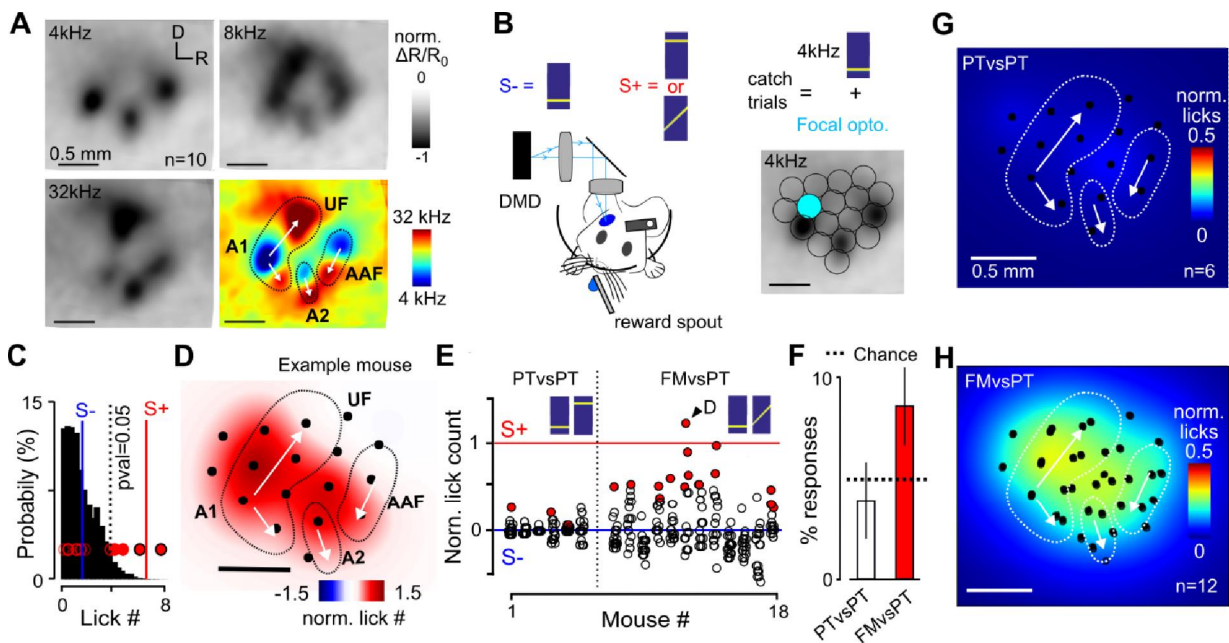 A
4kHz
D
R
0.5 mm
n=10
8kHz
norm.
ΔR/R0
0
-1
32kHz
UF
A1
AAF
A2
32 kHz
4 kHz
B
S- =
S+ = or
4kHz
catch
trials = +
Focal opto.
DMD
4kHz
reward spout
C
15
S-
S+
pval=0.05
Probabily (%)
0
0
8
Lick #
D
Example mouse
UF
A1
AAF
A2
-1.5
1.5
norm. lick #
E
PTvsPT
FMvsPT
D
S+
1
Norm. lick count
0
S-
1
18
Mouse #
F
Chance
10
% responses
0
PTvsPT
FMvsPT
G
PTvsPT
norm.
licks
0.5
0
0.5 mm
n=6
H
FMvsPT
norm.
licks
0.5
0
n=12